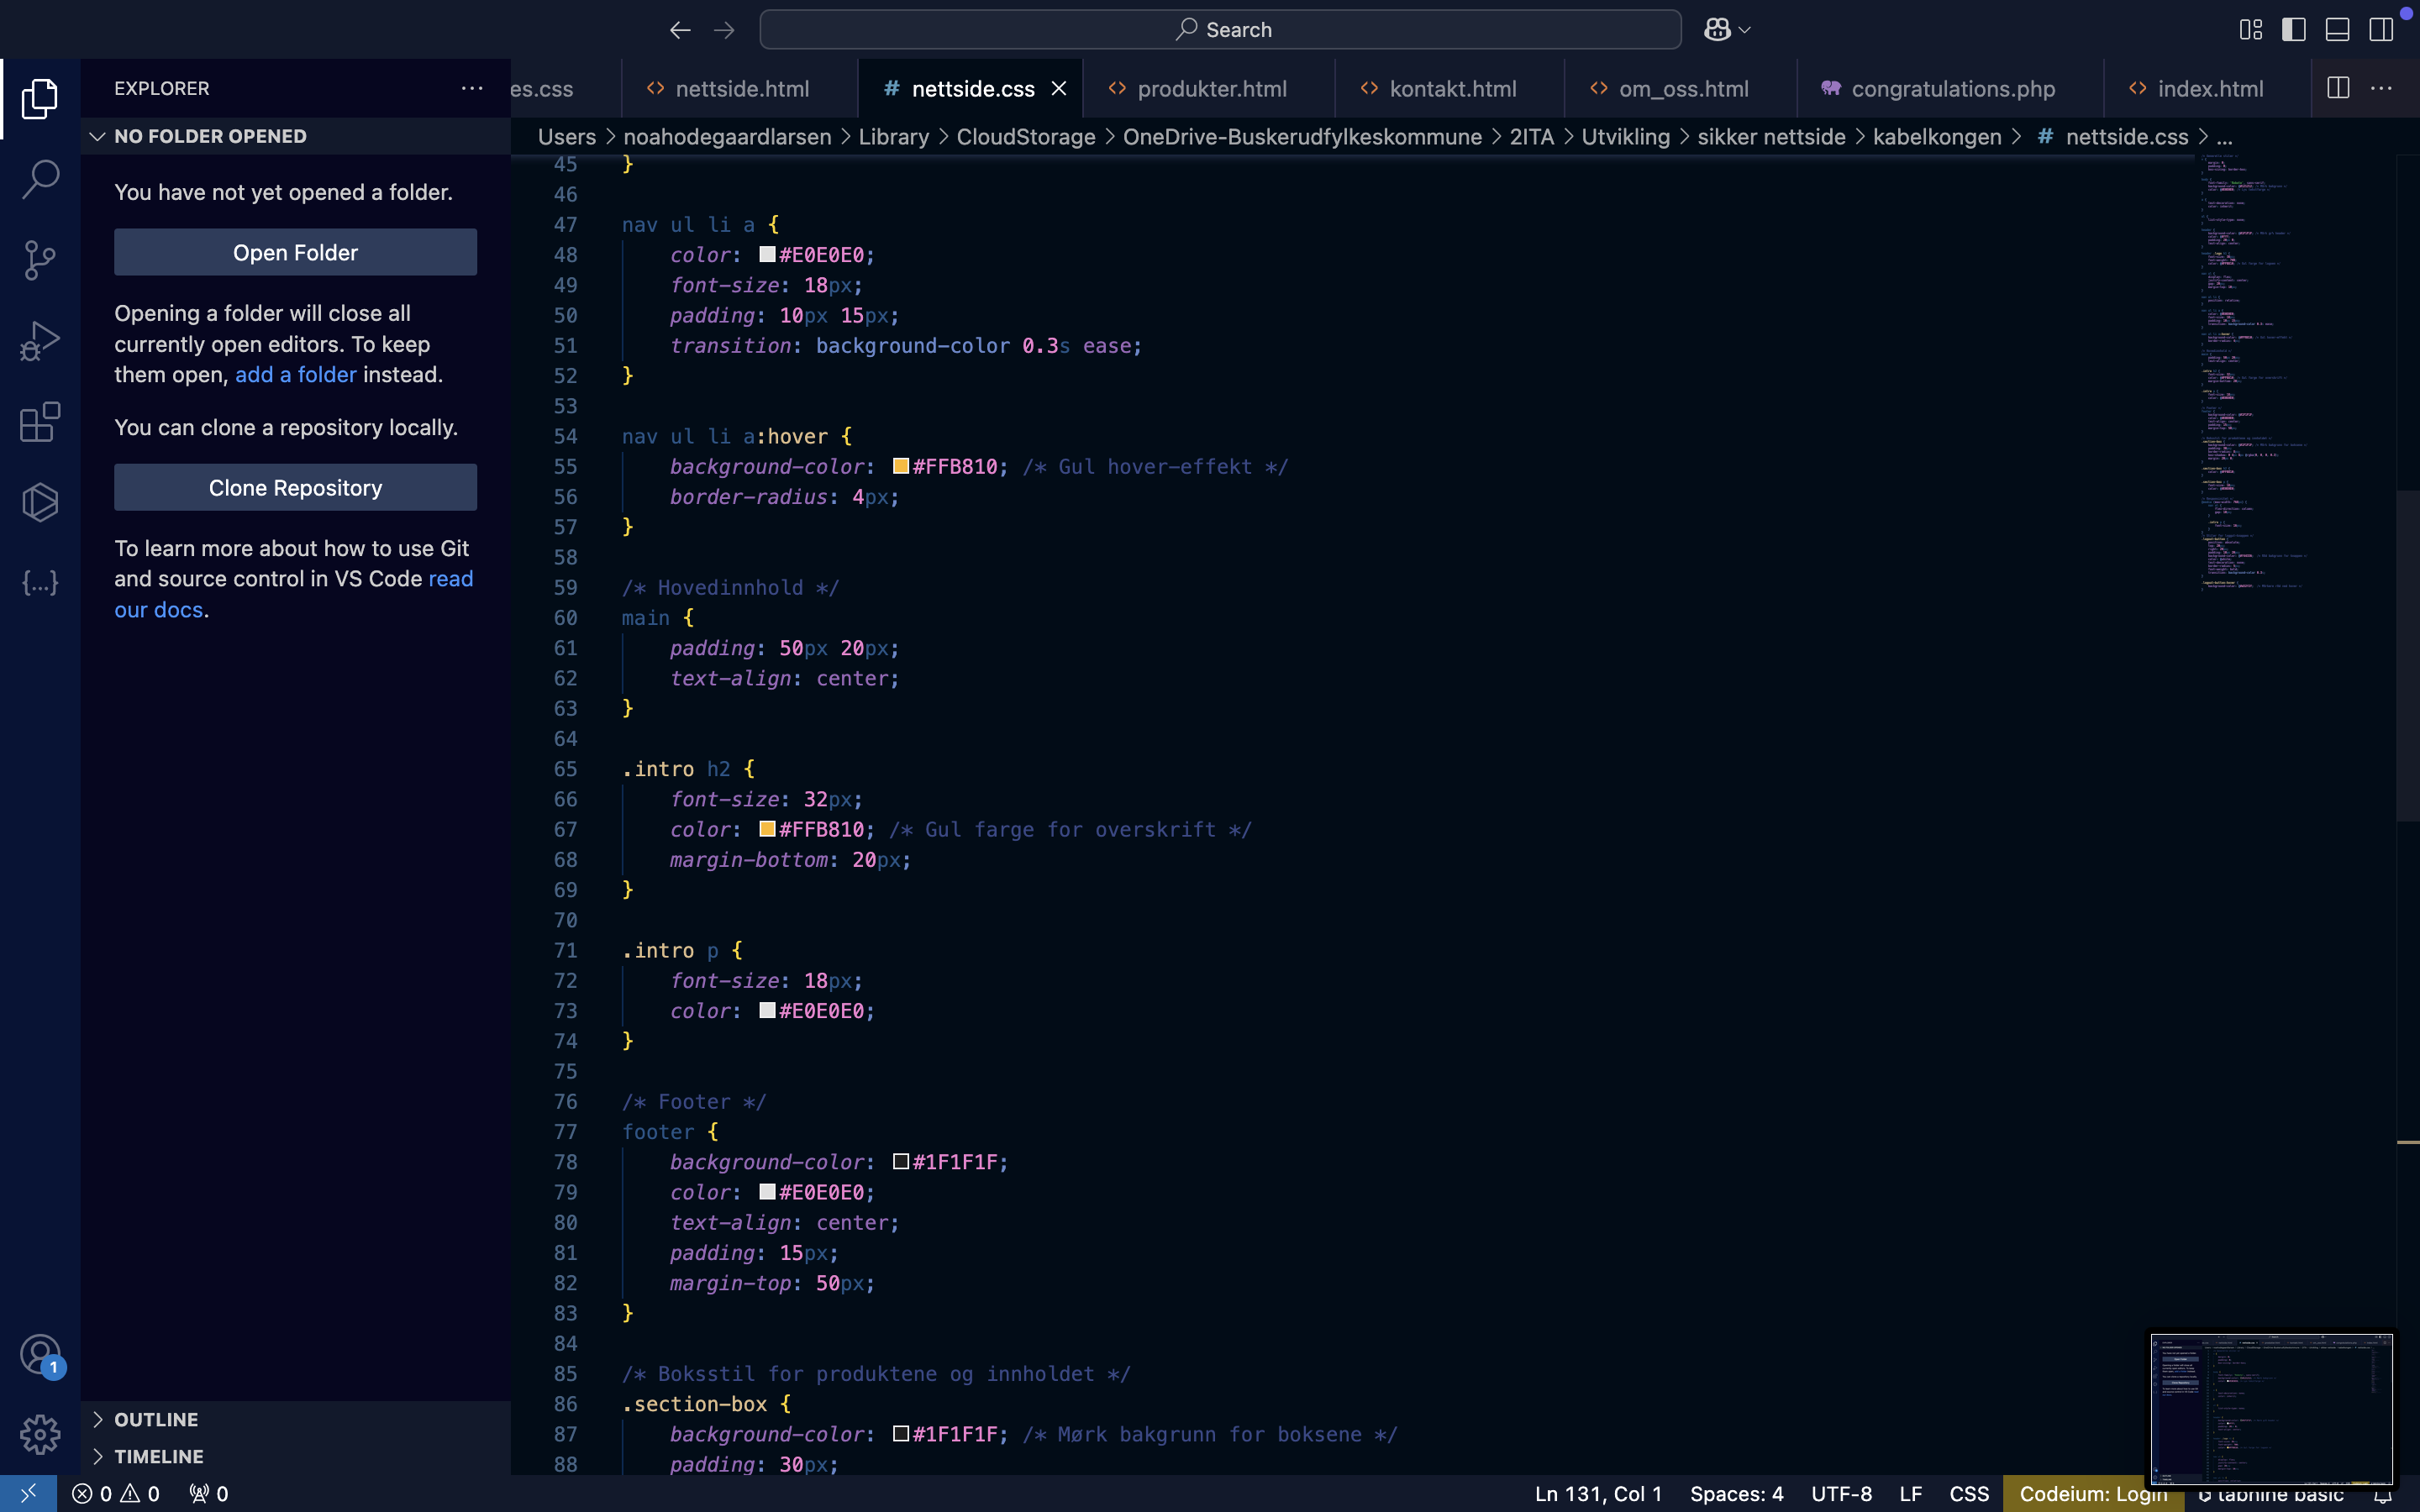 Search
EXPLORER
es.css
nettside.html
# nettside.css
produkter.html
kontakt.html
om_oss.html
congratulations.php
index.html
NO FOLDER OPENED
Users > noahodegaardlarsen > Library > CloudStorage > OneDrive-Buskerudfylkeskommune > 2ITA > Utvikling > sikker nettside > kabelkongen > # nettside.css > ...
You have not yet opened a folder.
Open Folder
Opening a folder will close all
currently open editors. To keep
them open, add a folder instead.
You can clone a repository locally.
Clone Repository
To learn more about how to use Git
and source control in VS Code read
our docs.
45 }
46
47 nav ul li a {
48 color: #E0E0E0;
49 font-size: 18px;
50 padding: 10px 15px;
51 transition: background-color 0.3s ease;
52 }
53
54 nav ul li a:hover {
55 background-color: #FFB810; /* Gul hover-effekt */
56 border-radius: 4px;
57 }
58
59 /* Hovedinnhold */
60 main {
61 padding: 50px 20px;
62 text-align: center;
63 }
64
65 .intro h2 {
66 font-size: 32px;
67 color: #FFB810; /* Gul farge for overskrift */
68 margin-bottom: 20px;
69 }
70
71 .intro p {
72 font-size: 18px;
73 color: #E0E0E0;
74 }
75
76 /* Footer */
77 footer {
78 background-color: #1F1F1F;
79 color: #E0E0E0;
80 text-align: center;
81 padding: 15px;
82 margin-top: 50px;
83 }
84
85 /* Boksstil for produktene og innholdet */
86 .section-box {
87 background-color: #1F1F1F; /* Mørk bakgrunn for boksene */
88 padding: 30px;
1
OUTLINE
TIMELINE
0 0 0
Ln 131, Col 1
Spaces: 4
UTF-8
LF
CSS
Codeium: Login
tabnine basic